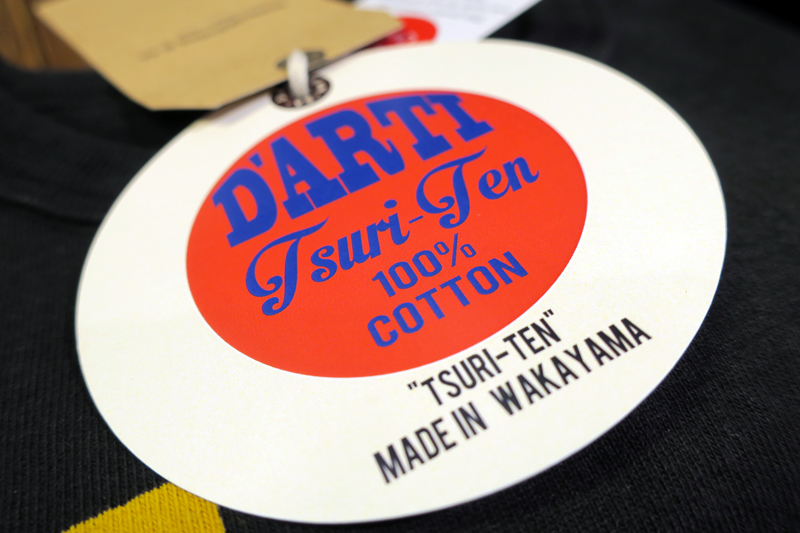 D'ARTI
Tsuri-Ten
100%
COTTON
"TSURI-TEN"
MADE IN WAKAYAMA